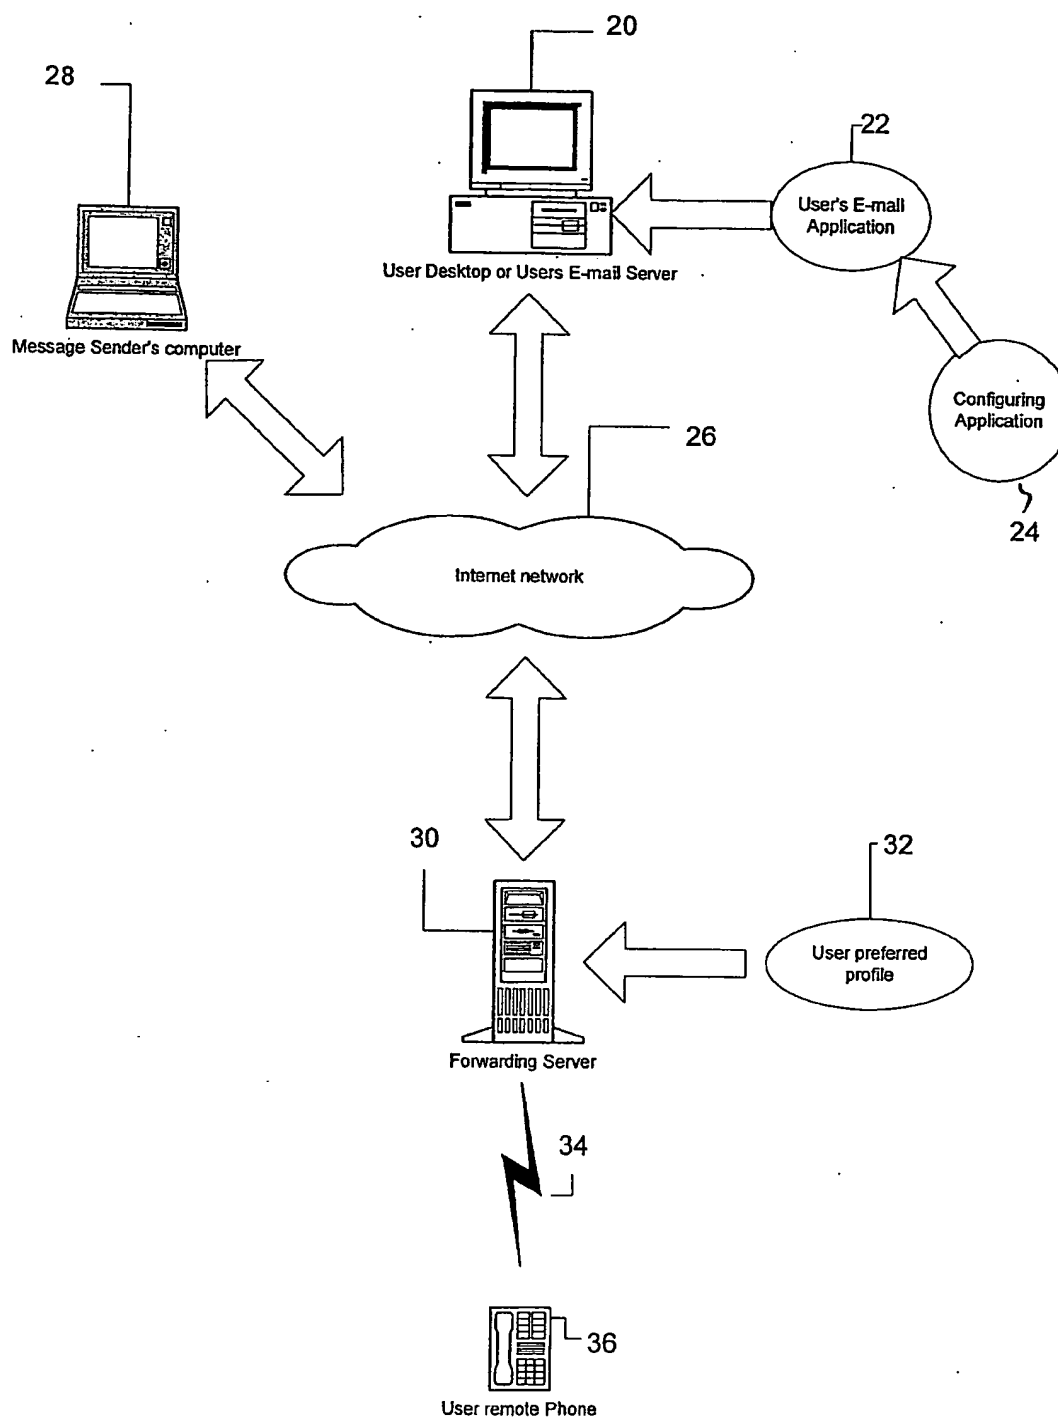 20
28
22
User's E-mail
Application
User Desktop or Users E-mail Server
Message Sender's computer
Configuring
Application
26
24
Internet network
30
32
User preferred
profile
Forwarding Server
34
36
User remote Phone